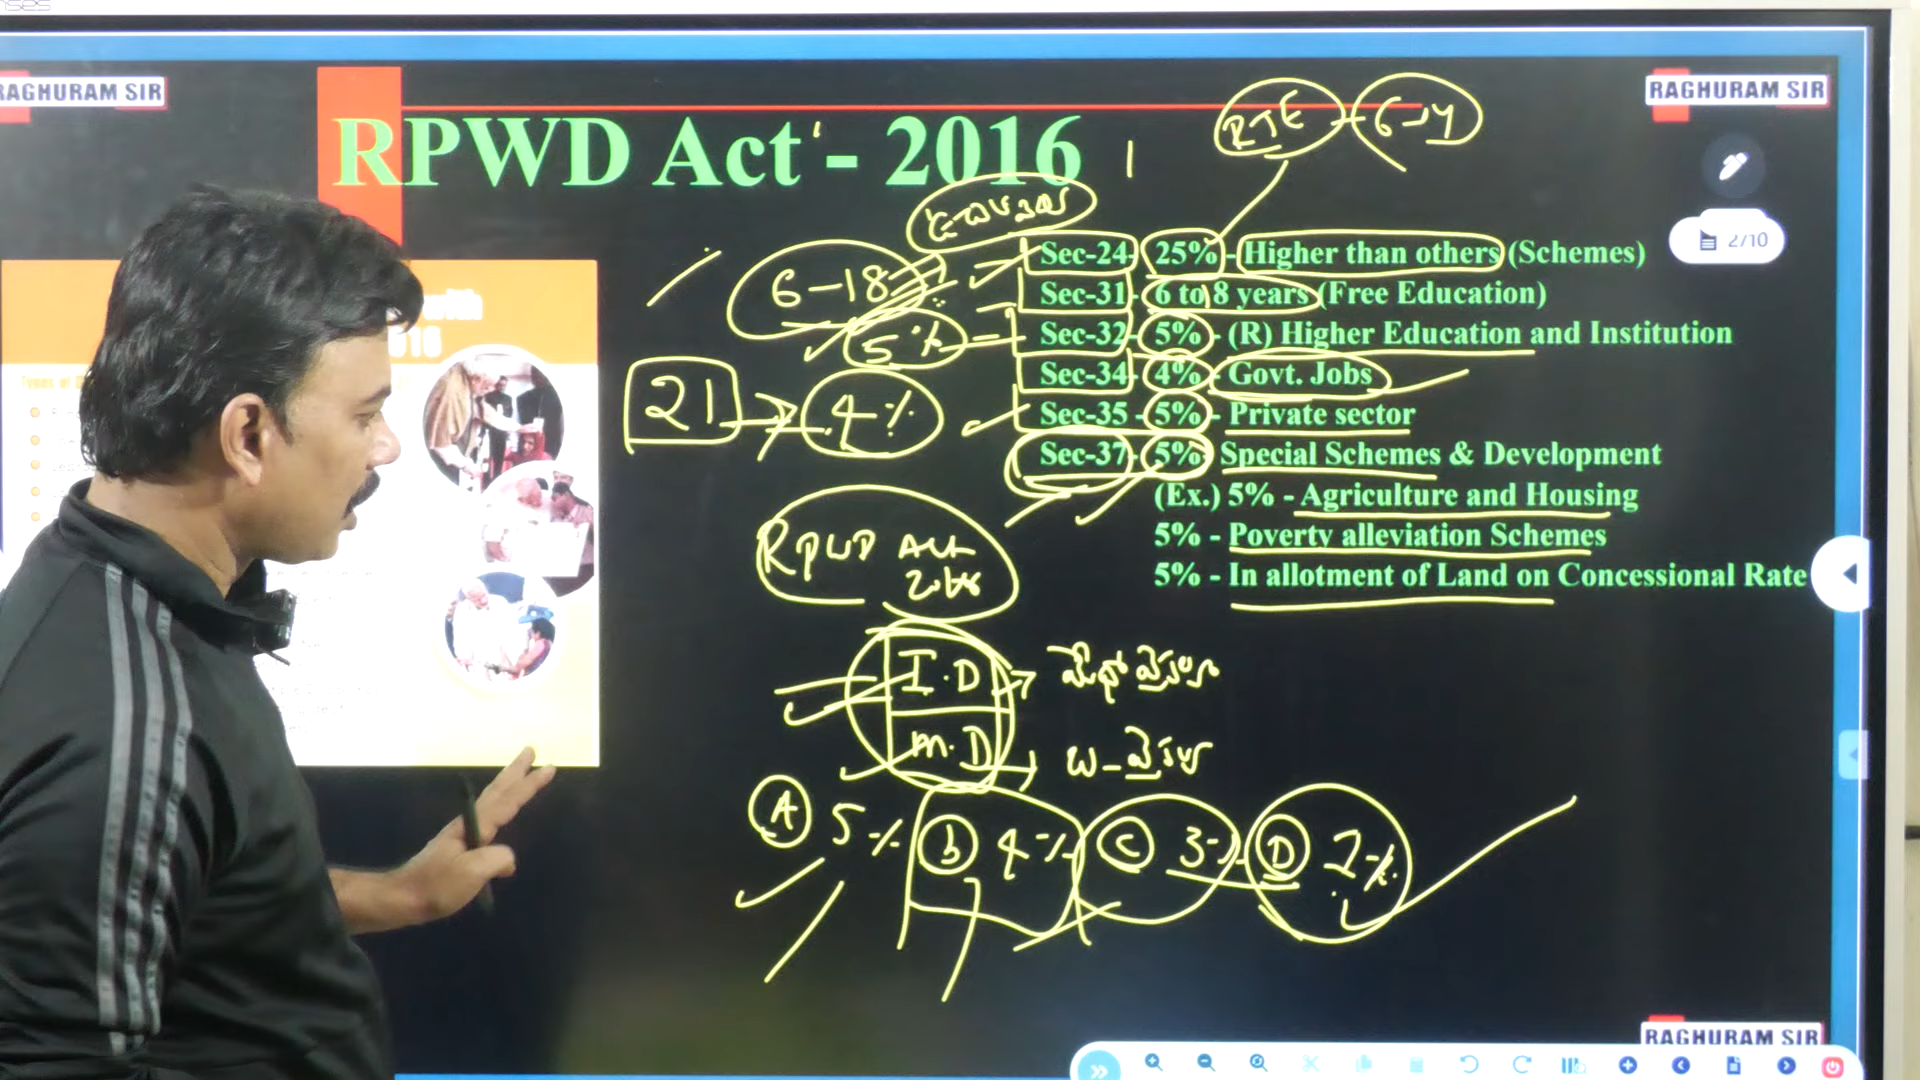 RAGHURAM SIR
RAGHURAM SIR
RPWD Act - 2016
RTE
6-14
2/10
6-18
Sec-24 - 25% - Higher than others (Schemes)
Sec-31 - 6 to 18 years (Free Education)
Sec-32 - 5% - (R) Higher Education and Institution
5%
Sec-34 - 4% - Govt. Jobs
21
4%
Sec-35 - 5% - Private sector
Sec-37 - 5% Special Schemes & Development
(Ex.) 5% - Agriculture and Housing
5% - Poverty alleviation Schemes
5% - In allotment of Land on Concessional Rate
RPWD Act
2016
I.D
M.D
A 5% b 4% C 3% D 2%
RAGHURAM SIR